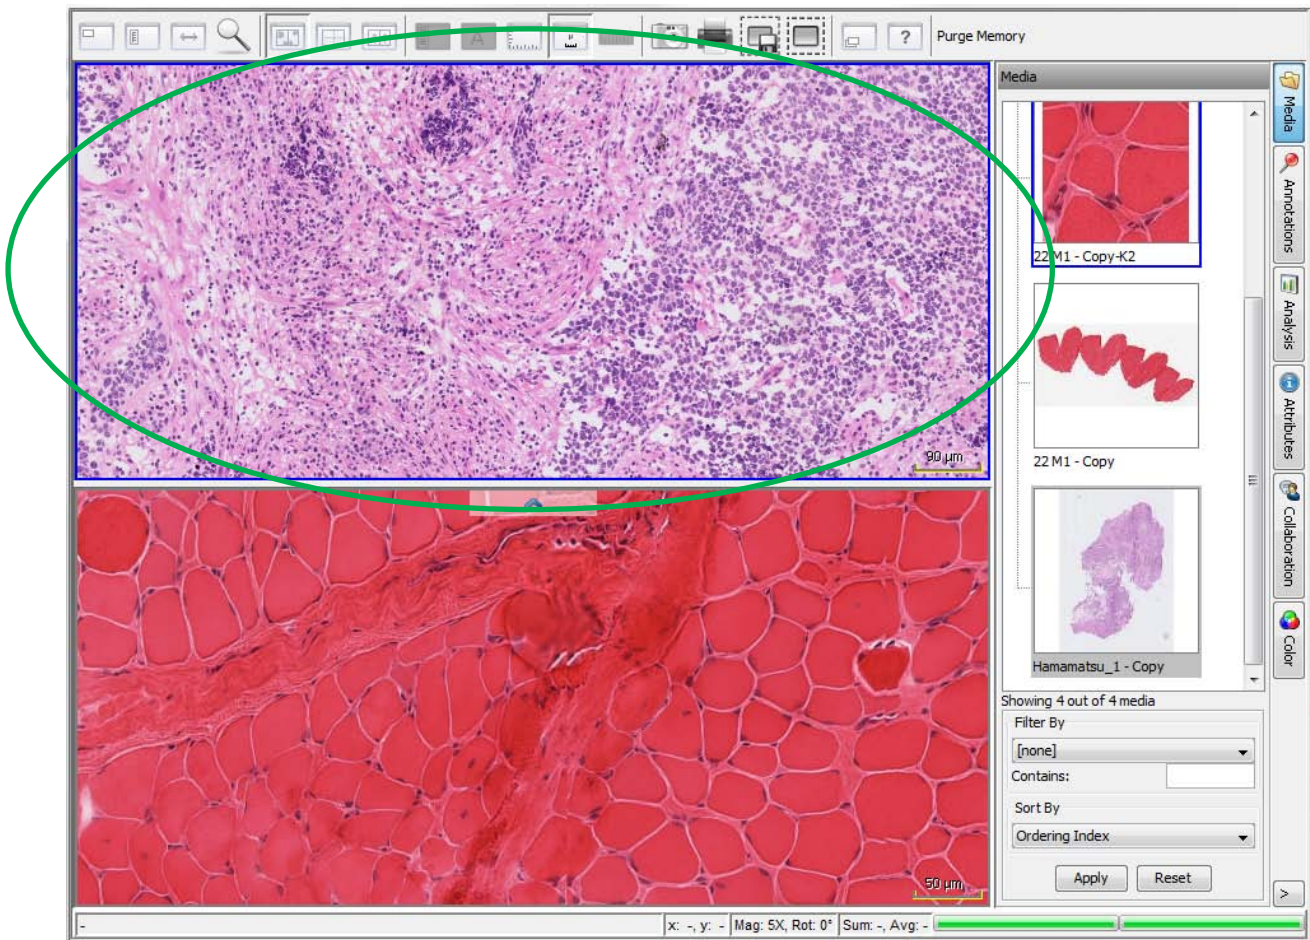 Purge Memory
Media
22 M1 - Copy-K2
22 M1 - Copy
Hamamatsu_1 - Copy
Showing 4 out of 4 media
Filter By
[none]
Contains:
Sort By
Ordering Index
Apply
Reset
Media
Annotations
Analysis
Attributes
Collaboration
Color
>
90 µm
50 µm
-
x: -, y: - Mag: 5X, Rot: 0° Sum: -, Avg: -